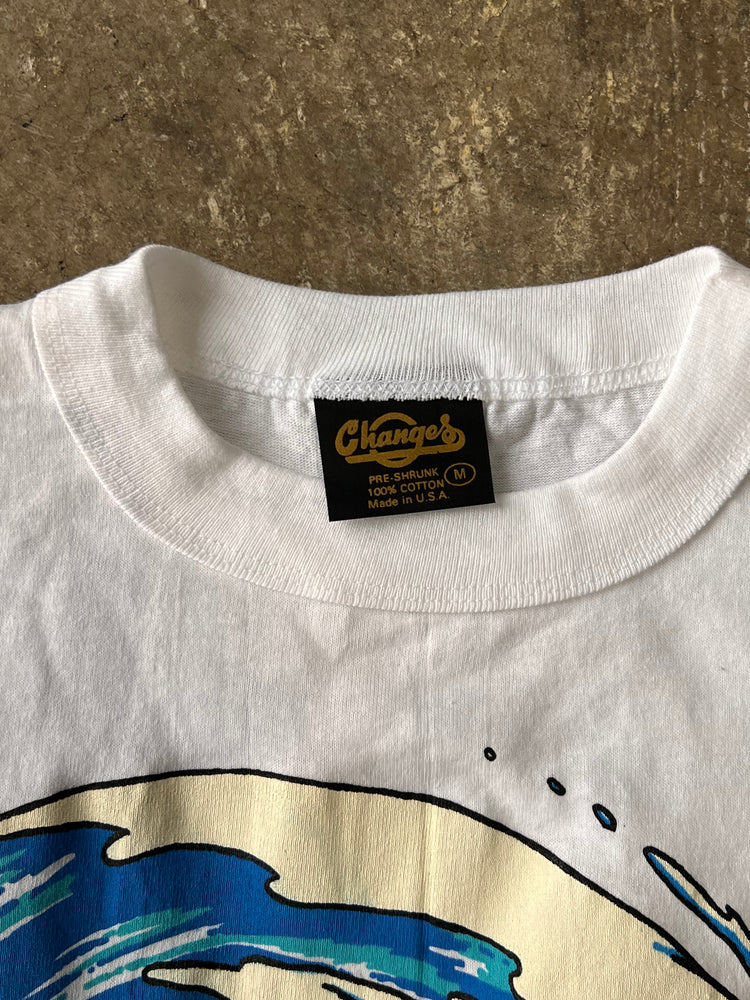 Changes
PRE-SHRUNK
100% COTTON M
Made in U.S.A.